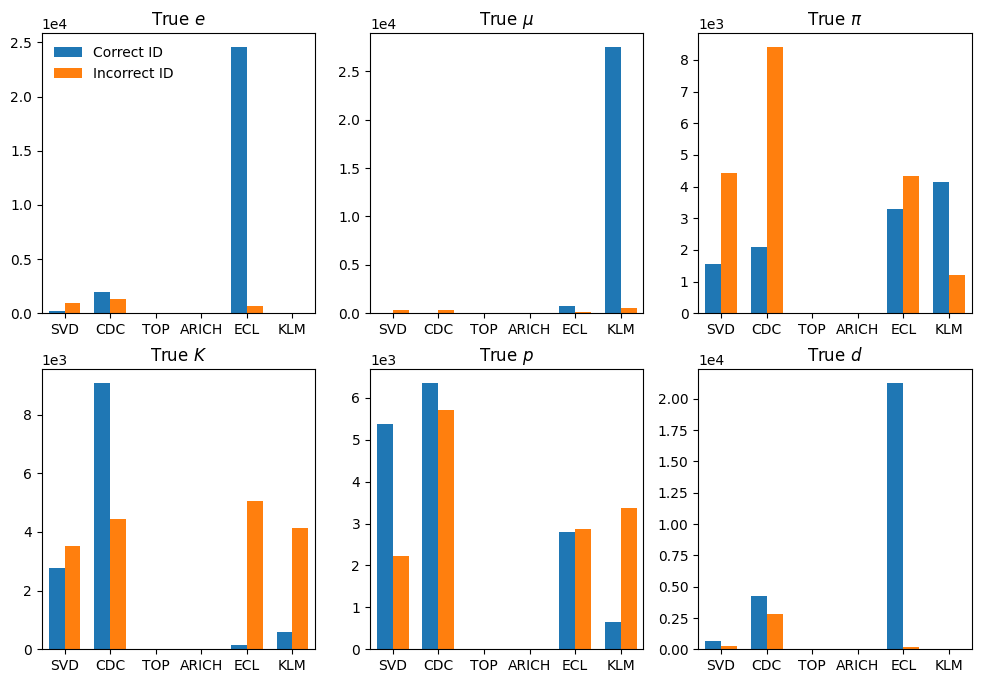 True e
1e4
2.5
2.0
1.5
1.0
0.5
0.0
Correct ID
Incorrect ID
SVD CDC TOP ARICH ECL KLM
True μ
1e4
2.5
2.0
1.5
1.0
0.5
0.0
SVD CDC TOP ARICH ECL KLM
True π
1e3
8
7
6
5
4
3
2
1
0
SVD CDC TOP ARICH ECL KLM
True K
1e3
8
6
4
2
0
SVD CDC TOP ARICH ECL KLM
True p
1e3
6
5
4
3
2
1
0
SVD CDC TOP ARICH ECL KLM
True d
1e4
2.00
1.75
1.50
1.25
1.00
0.75
0.50
0.25
0.00
SVD CDC TOP ARICH ECL KLM